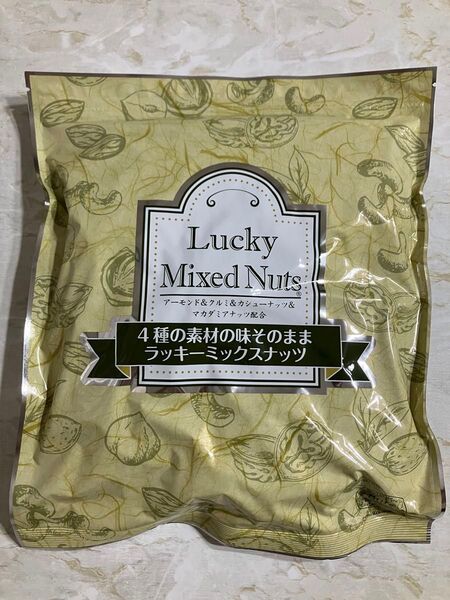 Lucky
Mixed Nuts®
アーモンド&クルミ&カシューナッツ&
マカダミアナッツ配合
4種の素材の味そのまま
ラッキーミックスナッツ